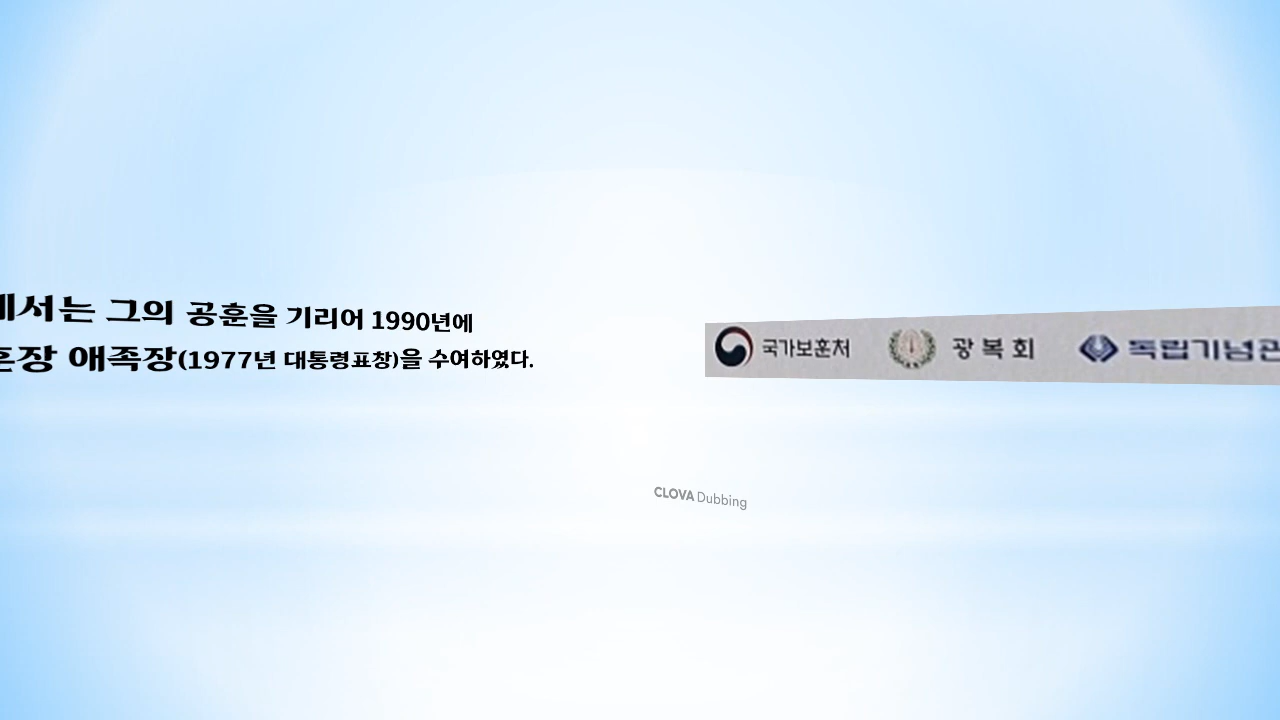 에서는 그의 공훈을 기리어 1990년에
훈장 애족장(1977년 대통령표창)을 수여하였다.
국가보훈처 광복회 독립기념관
CLOVA Dubbing